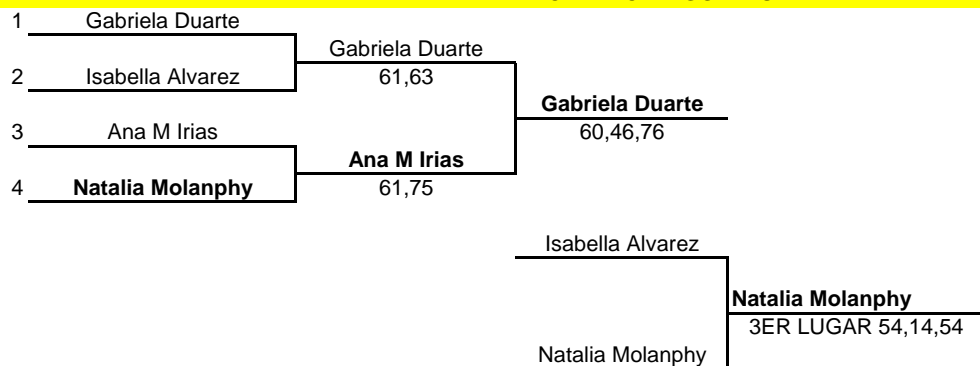 1 Gabriela Duarte
Gabriela Duarte
2 Isabella Alvarez 61,63
Gabriela Duarte
3 Ana M Irias 60,46,76
Ana M Irias
4 Natalia Molanphy 61,75
Isabella Alvarez
Natalia Molanphy
3ER LUGAR 54,14,54
Natalia Molanphy